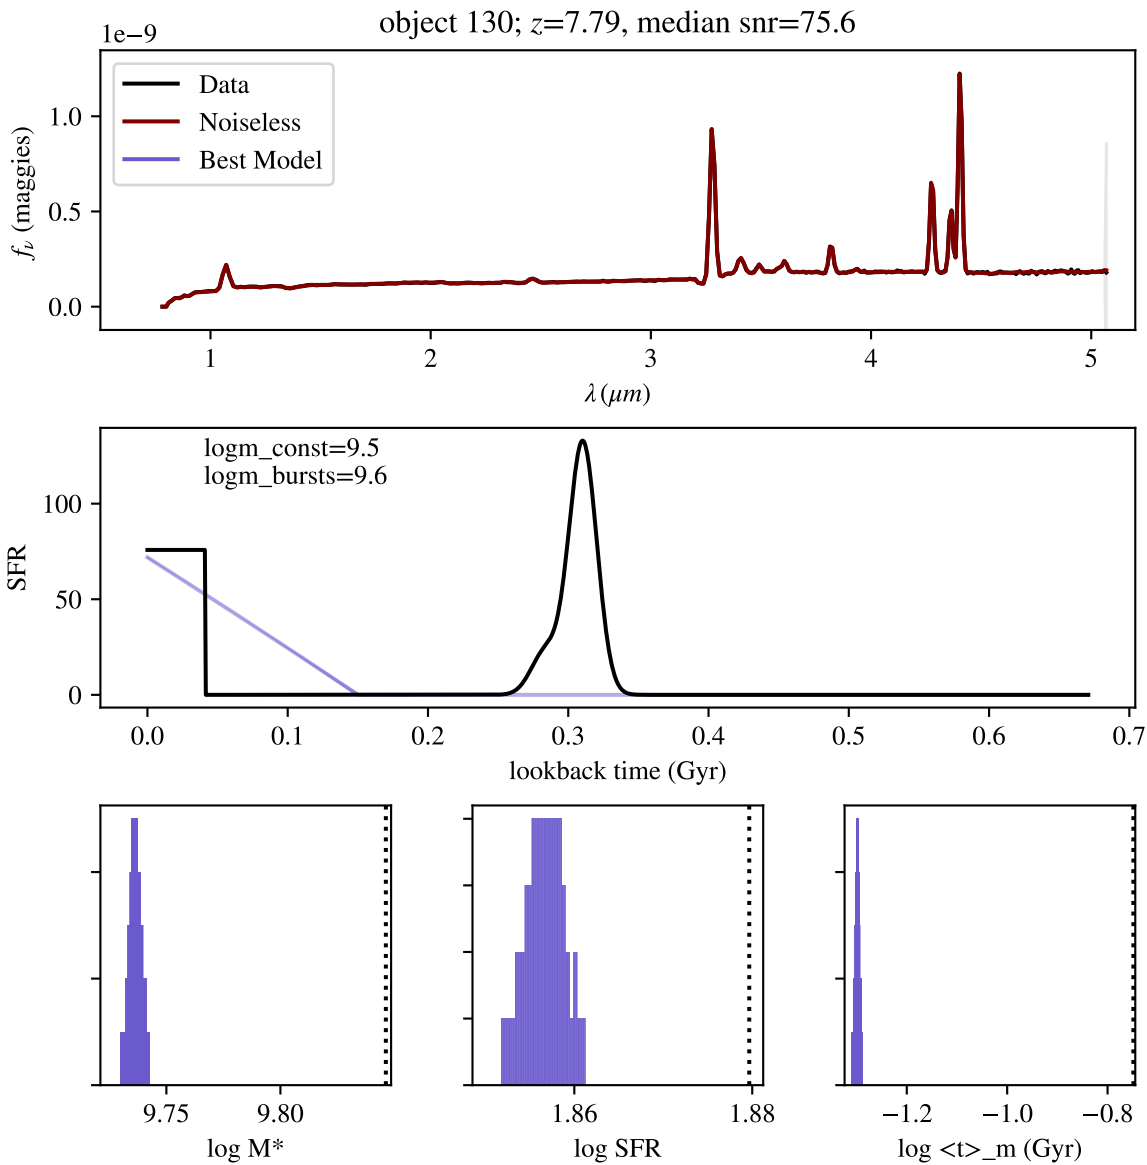 object 130; z=7.79, median snr=75.6
1e−9
Data
Noiseless
Best Model
1.0
0.5
0.0
fν (maggies)
1 2 3 4 5
λ(μm)
logm_const=9.5
logm_bursts=9.6
100
50
0
SFR
0.0 0.1 0.2 0.3 0.4 0.5 0.6 0.7
lookback time (Gyr)
9.75 9.80 1.86 1.88 −1.2 −1.0 −0.8
log M* log SFR log <t>_m (Gyr)